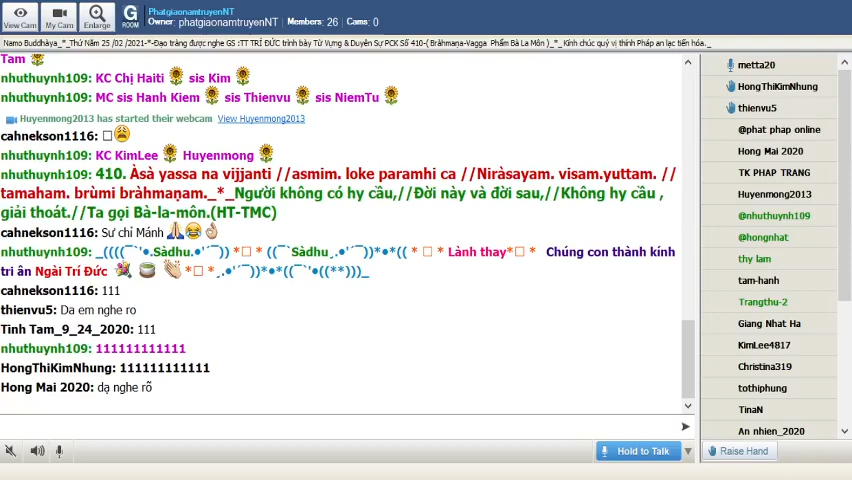 View Cam
My Cam
Enlarge
G
ROOM
PhatgiaonamtruyenNT
Owner: phatgiaonamtruyenNT Members: 26 Cams: 0
Namo Buddhàya_*_Thứ Năm 25 /02 /2021-*-Đạo tràng được nghe GS :TT TRÍ ĐỨC trình bày Từ Vựng & Duyên Sự PCK Số 410-( Bràhmaṇa-Vagga Phẩm Bà La Môn )_*_Kính chúc quý vị thính Pháp an lạc tiến hóa._
Tam
nhuthuynh109: KC Chị Haiti sis Kim
nhuthuynh109: MC sis Hanh Kiem sis Thienvu sis NiemTu
Huyenmong2013 has started their webcam View Huyenmong2013
cahnekson1116:
nhuthuynh109: KC KimLee Huyenmong
nhuthuynh109: 410. Àsà yassa na vijjanti //asmim. loke paramhi ca //Niràsayam. visam.yuttam. //
tamaham. brùmi bràhmaṇam._*_Người không có hy cầu,//Đời này và đời sau,//Không hy cầu ,
giải thoát.//Ta gọi Bà-la-môn.(HT-TMC)
cahnekson1116: Sư chỉ Mánh
nhuthuynh109: _((((¯`'●.Sàdhu.●'´¯)) *□ * ((¯`Sàdhu¸.●'´¯))*●*(( * □ * Lành thay*□ * Chúng con thành kính
tri ân Ngài Trí Đức *□ *¸.●'´¯))*●*((¯`'●((**)))_
cahnekson1116: 111
thienvu5: Da em nghe ro
Tinh Tam_9_24_2020: 111
nhuthuynh109: 111111111111
HongThiKimNhung: 111111111111
Hong Mai 2020: dạ nghe rõ
Hold to Talk
metta20
HongThiKimNhung
thienvu5
@phat phap online
Hong Mai 2020
TK PHAP TRANG
Huyenmong2013
@nhuthuynh109
@hongnhat
thy lam
tam-hanh
Trangthu-2
Giang Nhat Ha
KimLee4817
Christina319
tothiphung
TinaN
An nhien_2020
Raise Hand